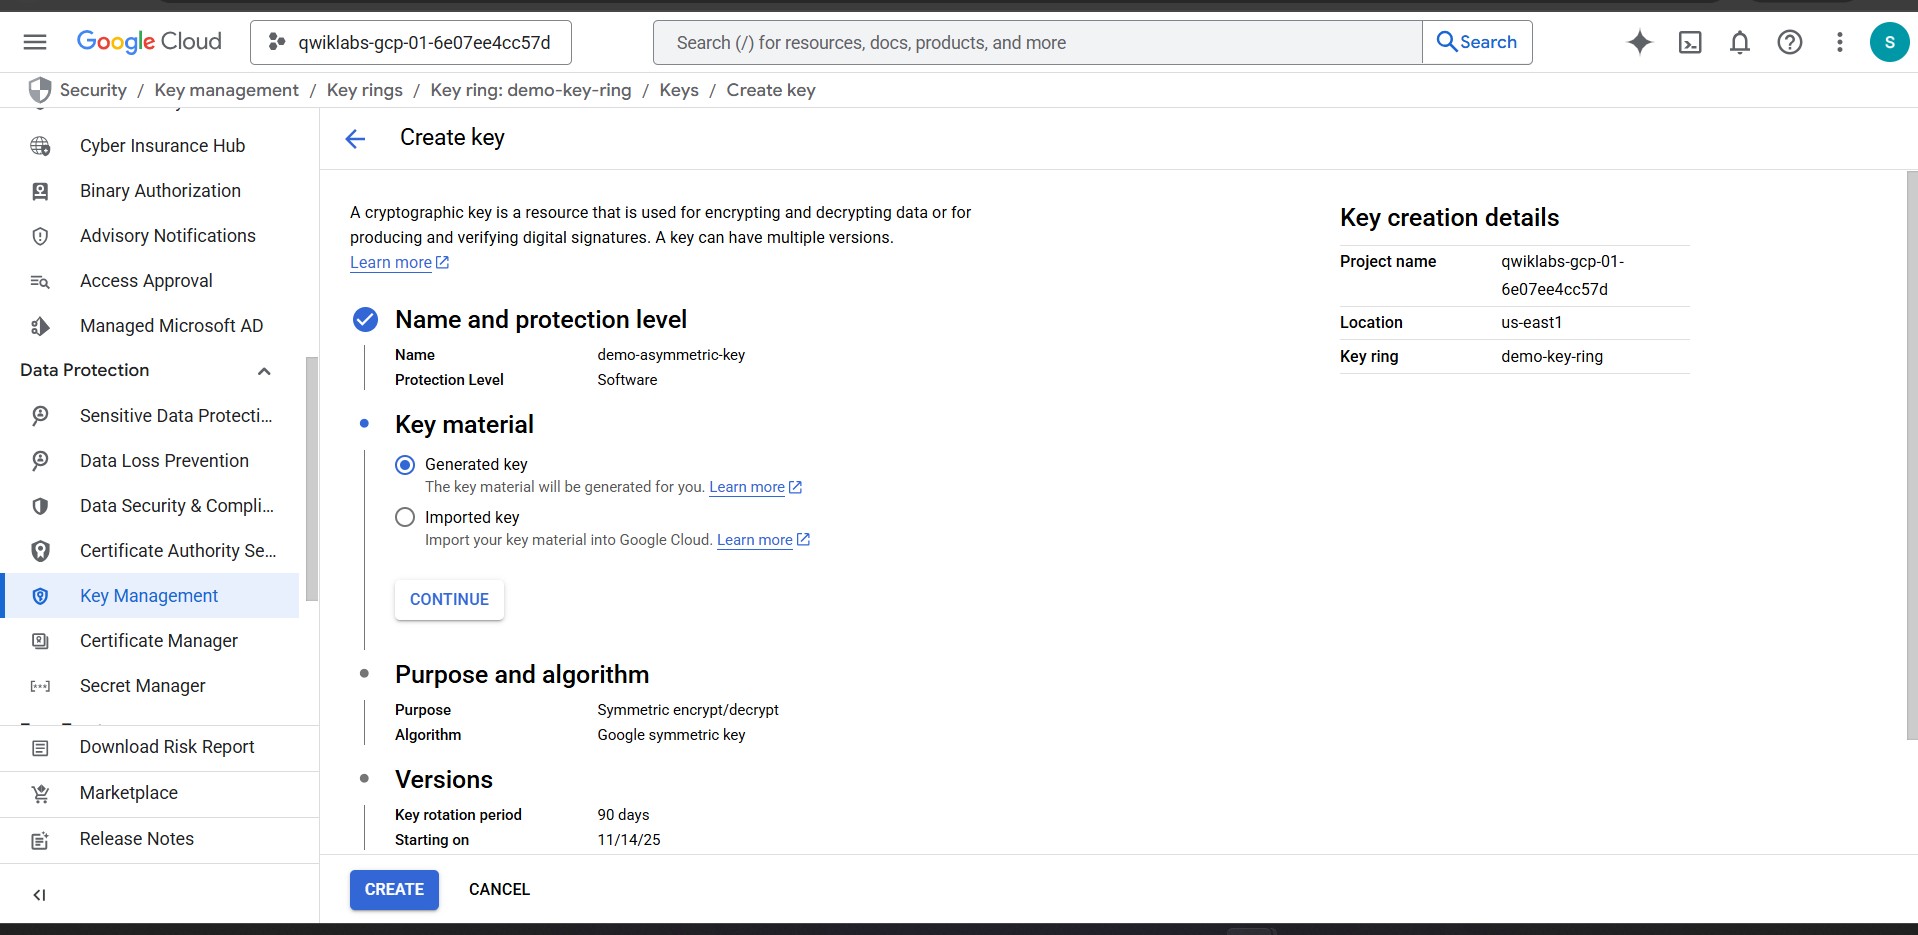 Google Cloud
qwiklabs-gcp-01-6e07ee4cc57d
Search (/) for resources, docs, products, and more
Search
S
Security / Key management / Key rings / Key ring: demo-key-ring / Keys / Create key
Cyber Insurance Hub
Binary Authorization
Advisory Notifications
Access Approval
Managed Microsoft AD
Data Protection
Sensitive Data Protecti...
Data Loss Prevention
Data Security & Compli...
Certificate Authority Se...
Key Management
Certificate Manager
Secret Manager
Download Risk Report
Marketplace
Release Notes
Create key
A cryptographic key is a resource that is used for encrypting and decrypting data or for
producing and verifying digital signatures. A key can have multiple versions.
Learn more
Name and protection level
Name demo-asymmetric-key
Protection Level Software
Key material
Generated key
The key material will be generated for you. Learn more
Imported key
Import your key material into Google Cloud. Learn more
CONTINUE
Purpose and algorithm
Purpose Symmetric encrypt/decrypt
Algorithm Google symmetric key
Versions
Key rotation period 90 days
Starting on 11/14/25
CREATE CANCEL
Key creation details
Project name qwiklabs-gcp-01-
6e07ee4cc57d
Location us-east1
Key ring demo-key-ring